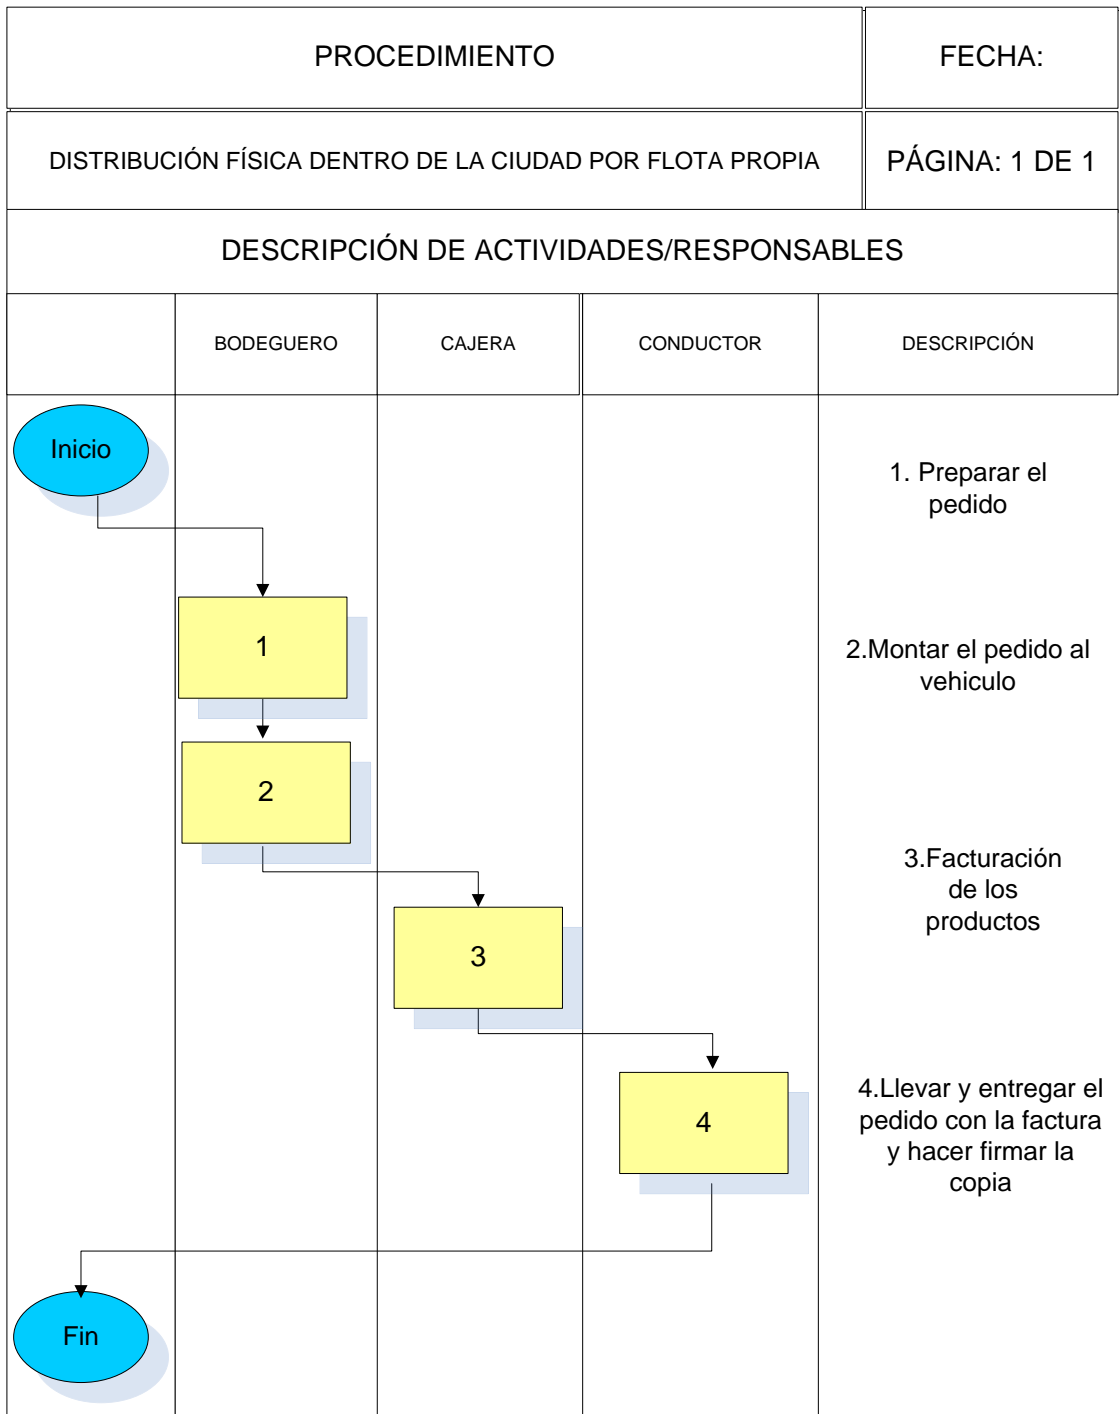 PROCEDIMIENTO
FECHA:
DISTRIBUCIÓN FÍSICA DENTRO DE LA CIUDAD POR FLOTA PROPIA
PÁGINA: 1 DE 1
DESCRIPCIÓN DE ACTIVIDADES/RESPONSABLES
BODEGUERO
CAJERA
CONDUCTOR
DESCRIPCIÓN
Inicio
1. Preparar el
pedido
1
2.Montar el pedido al
vehiculo
2
3.Facturación
de los
productos
3
4.Llevar y entregar el
pedido con la factura
y hacer firmar la
copia
4
Fin